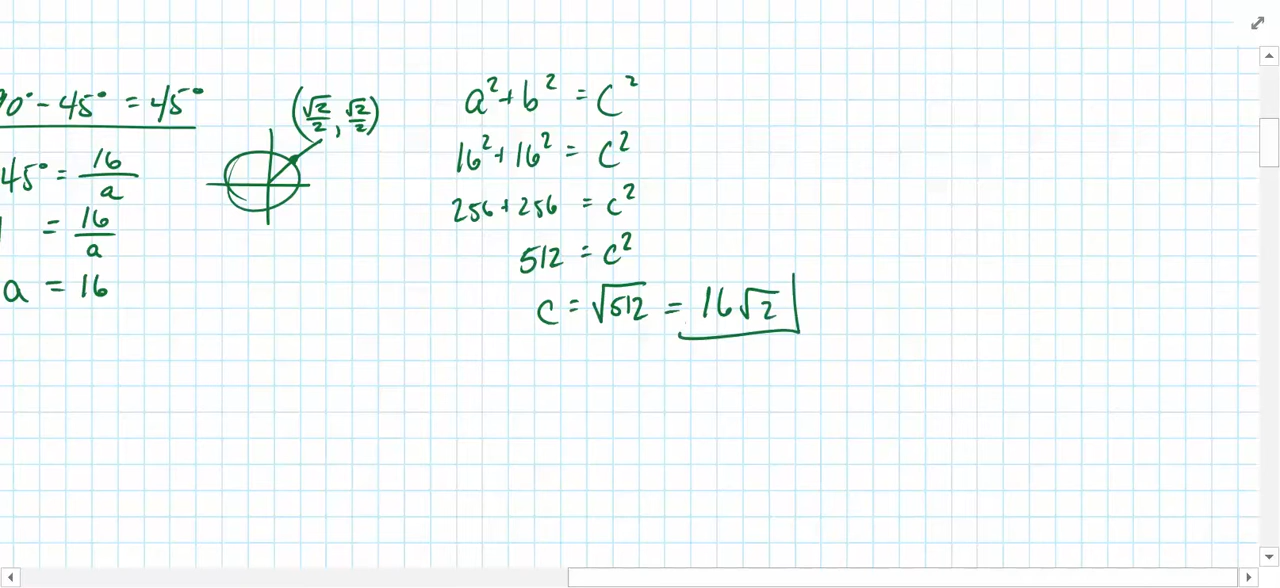 0° - 45° = 45°
(√2/2, √2/2)
45° = 16/a
= 16/a
a = 16
a² + b² = c²
16² + 16² = c²
256 + 256 = c²
512 = c²
c = √512 = 16√2